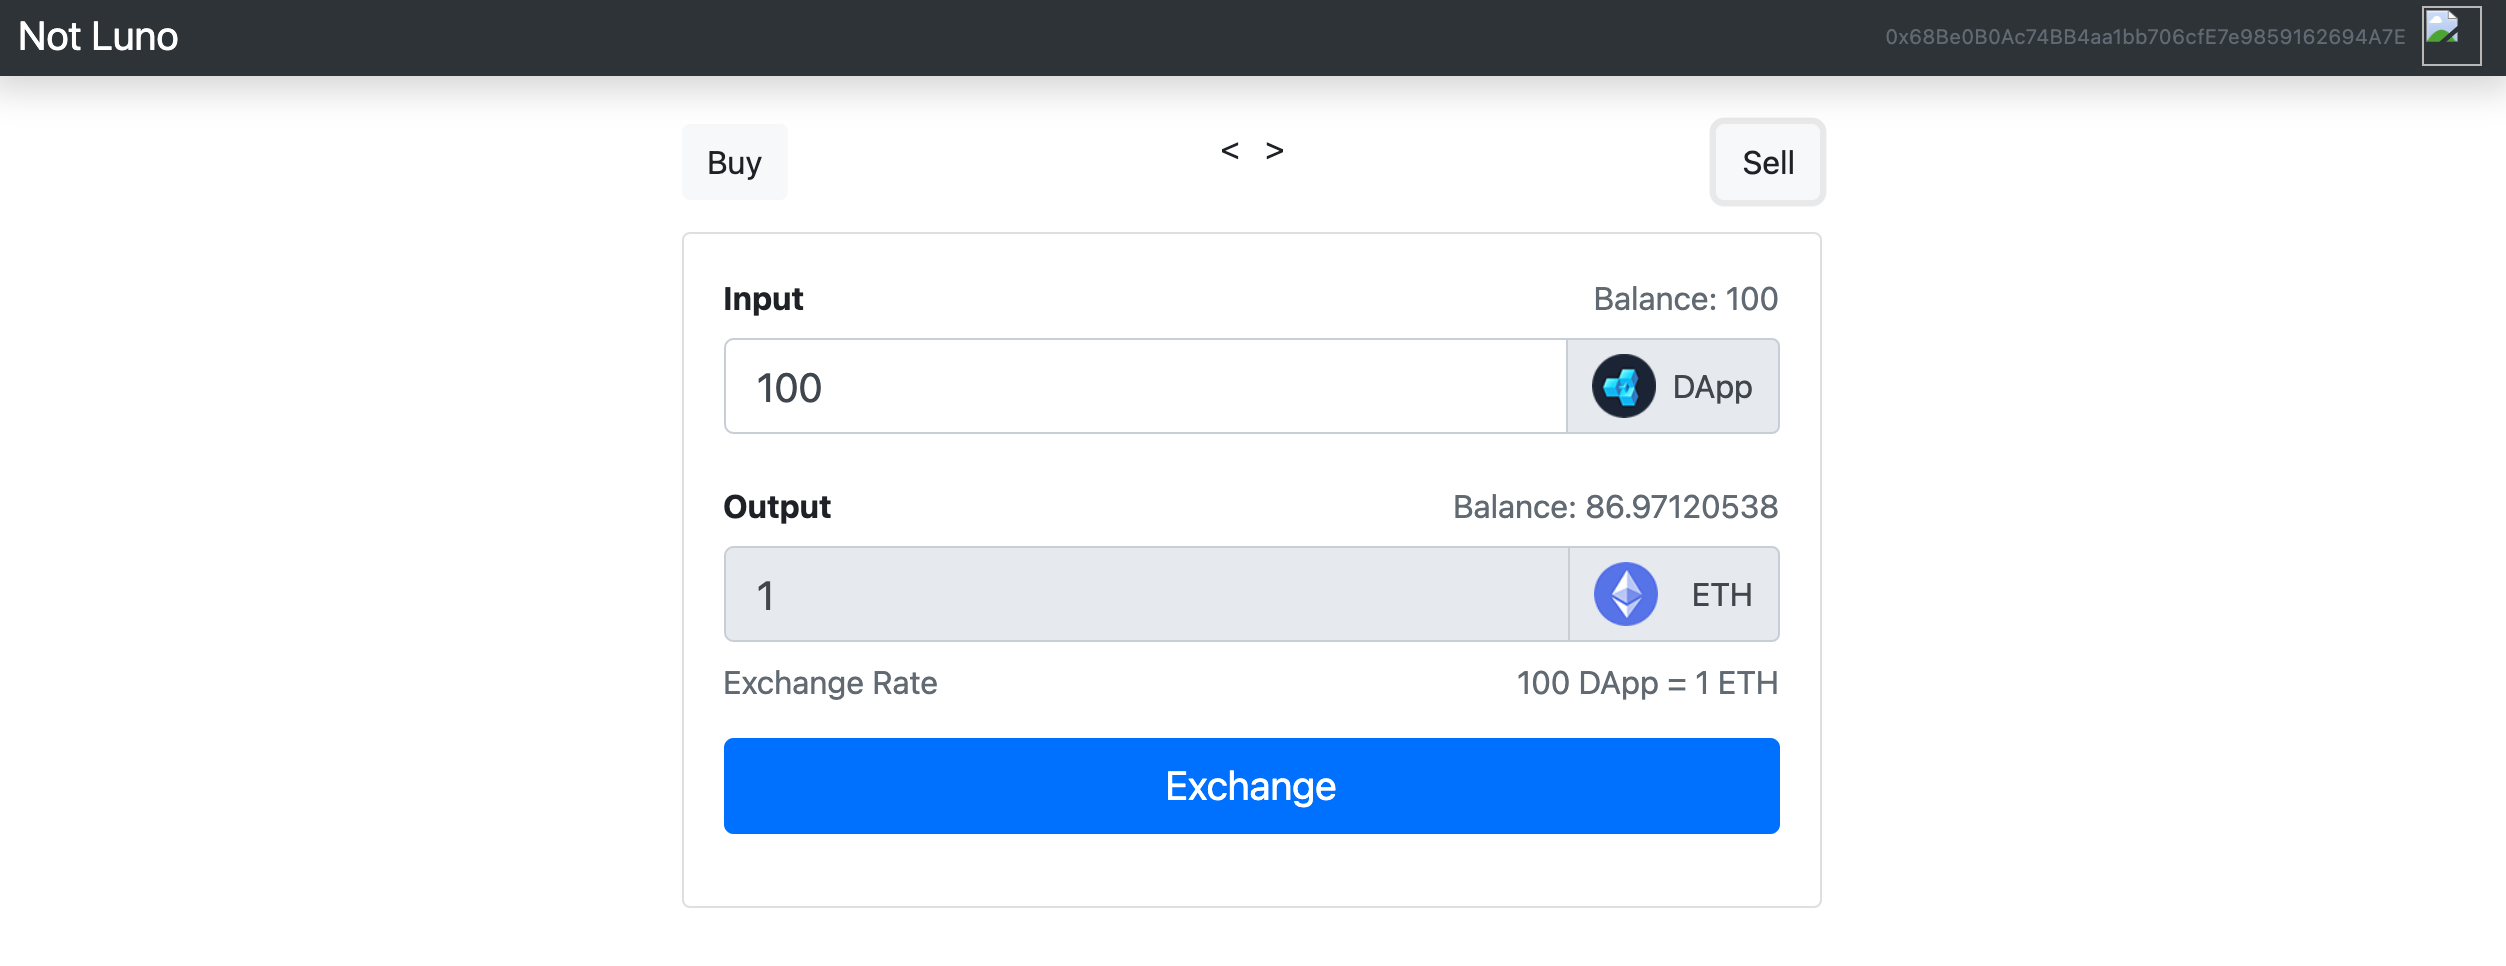 Not Luno
0x68Be0B0Ac74BB4aa1bb706cfE7e9859162694A7E
Buy < > Sell
Input Balance: 100
100 DApp
Output Balance: 86.97120538
1 ETH
Exchange Rate 100 DApp = 1 ETH
Exchange